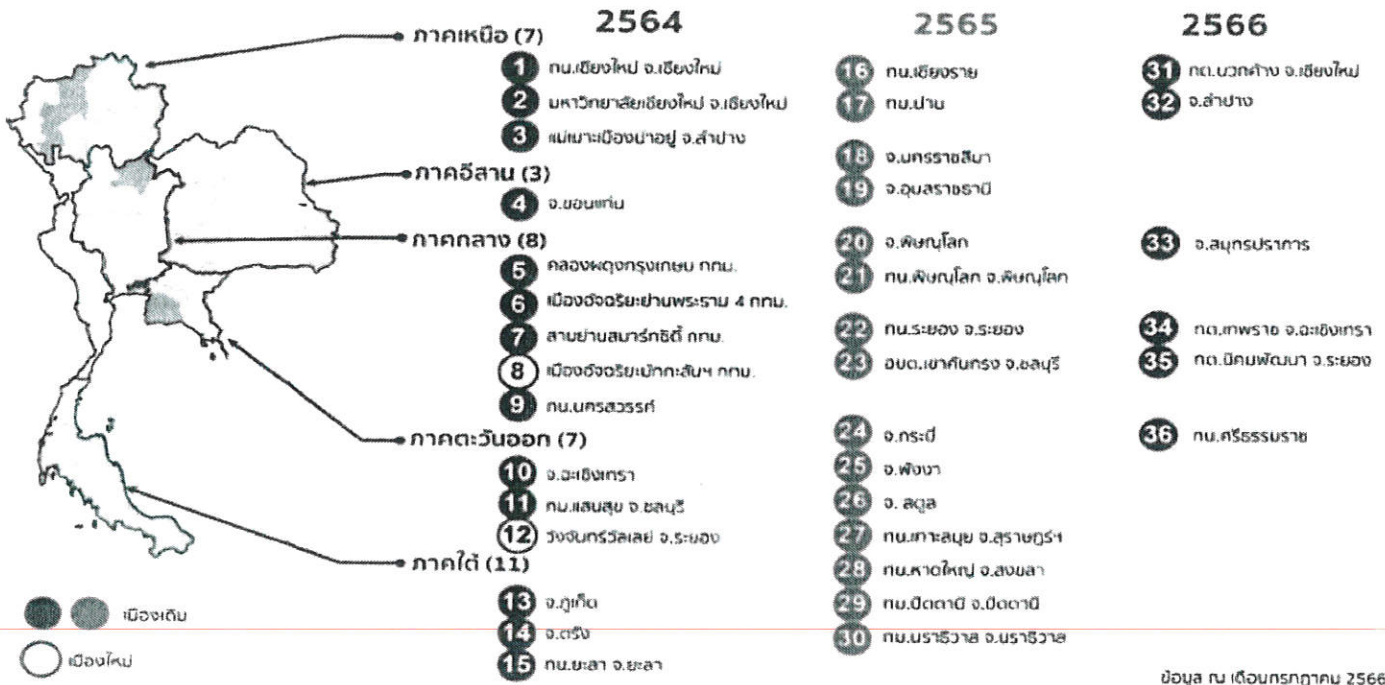 2564
2565
2566
ภาคเหนือ (7)
1 ทน.เชียงใหม่ จ.เชียงใหม่
2 มหาวิทยาลัยเชียงใหม่ จ.เชียงใหม่
3 แม่เมาะเมืองน่าอยู่ จ.ลำปาง
16 ทน.เชียงราย
17 ทม.น่าน
31 ทต.บวกค้าง จ.เชียงใหม่
32 จ.ลำปาง
ภาคอีสาน (3)
4 จ.ขอนแก่น
18 จ.นครราชสีมา
19 จ.อุบลราชธานี
ภาคกลาง (8)
5 คลองผดุงกรุงเกษม กทม.
6 เมืองอัจฉริยะย่านพระราม 4 กทม.
7 สามย่านสมาร์ทซิตี้ กทม.
8 เมืองอัจฉริยะมักกะสันฯ กทม.
9 ทน.นครสวรรค์
20 จ.พิษณุโลก
21 ทน.พิษณุโลก จ.พิษณุโลก
33 จ.สมุทรปราการ
ภาคตะวันออก (7)
10 จ.ฉะเชิงเทรา
11 ทม.แสนสุข จ.ชลบุรี
12 วังจันทร์วัลเลย์ จ.ระยอง
22 ทน.ระยอง จ.ระยอง
23 อบต.เขาคันทรง จ.ชลบุรี
34 ทต.เทพราช จ.ฉะเชิงเทรา
35 ทต.นิคมพัฒนา จ.ระยอง
ภาคใต้ (11)
13 จ.ภูเก็ต
14 จ.ตรัง
15 ทน.ยะลา จ.ยะลา
24 จ.กระบี่
25 จ.พังงา
26 จ. สตูล
27 ทน.เกาะสมุย จ.สุราษฎร์ฯ
28 ทน.หาดใหญ่ จ.สงขลา
29 ทม.ปัตตานี จ.ปัตตานี
30 ทม.นราธิวาส จ.นราธิวาส
36 ทน.ศรีธรรมราช
เมืองเดิม
เมืองใหม่
ข้อมูล ณ เดือนกรกฎาคม 2566